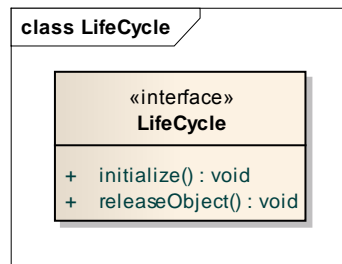 class LifeCycle
«interface»
LifeCycle
+ initialize() : void
+ releaseObject() : void